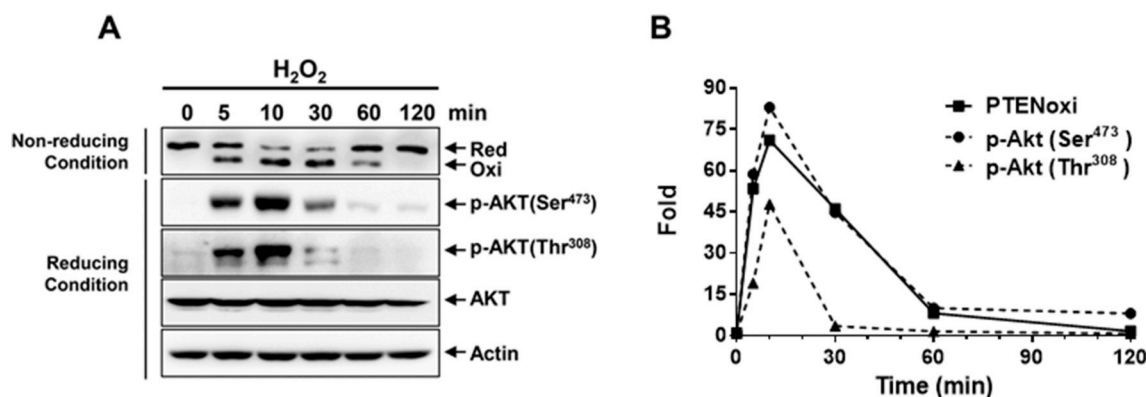 A
H₂O₂
0 5 10 30 60 120 min
Non-reducing
Condition
Red
Oxi
p-AKT(Ser⁴⁷³)
p-AKT(Thr³⁰⁸)
Reducing
Condition
AKT
Actin
B
90
75
60
45
30
15
0
Fold
PTENoxi
p-Akt (Ser⁴⁷³)
p-Akt (Thr³⁰⁸)
0 30 60 90 120
Time (min)